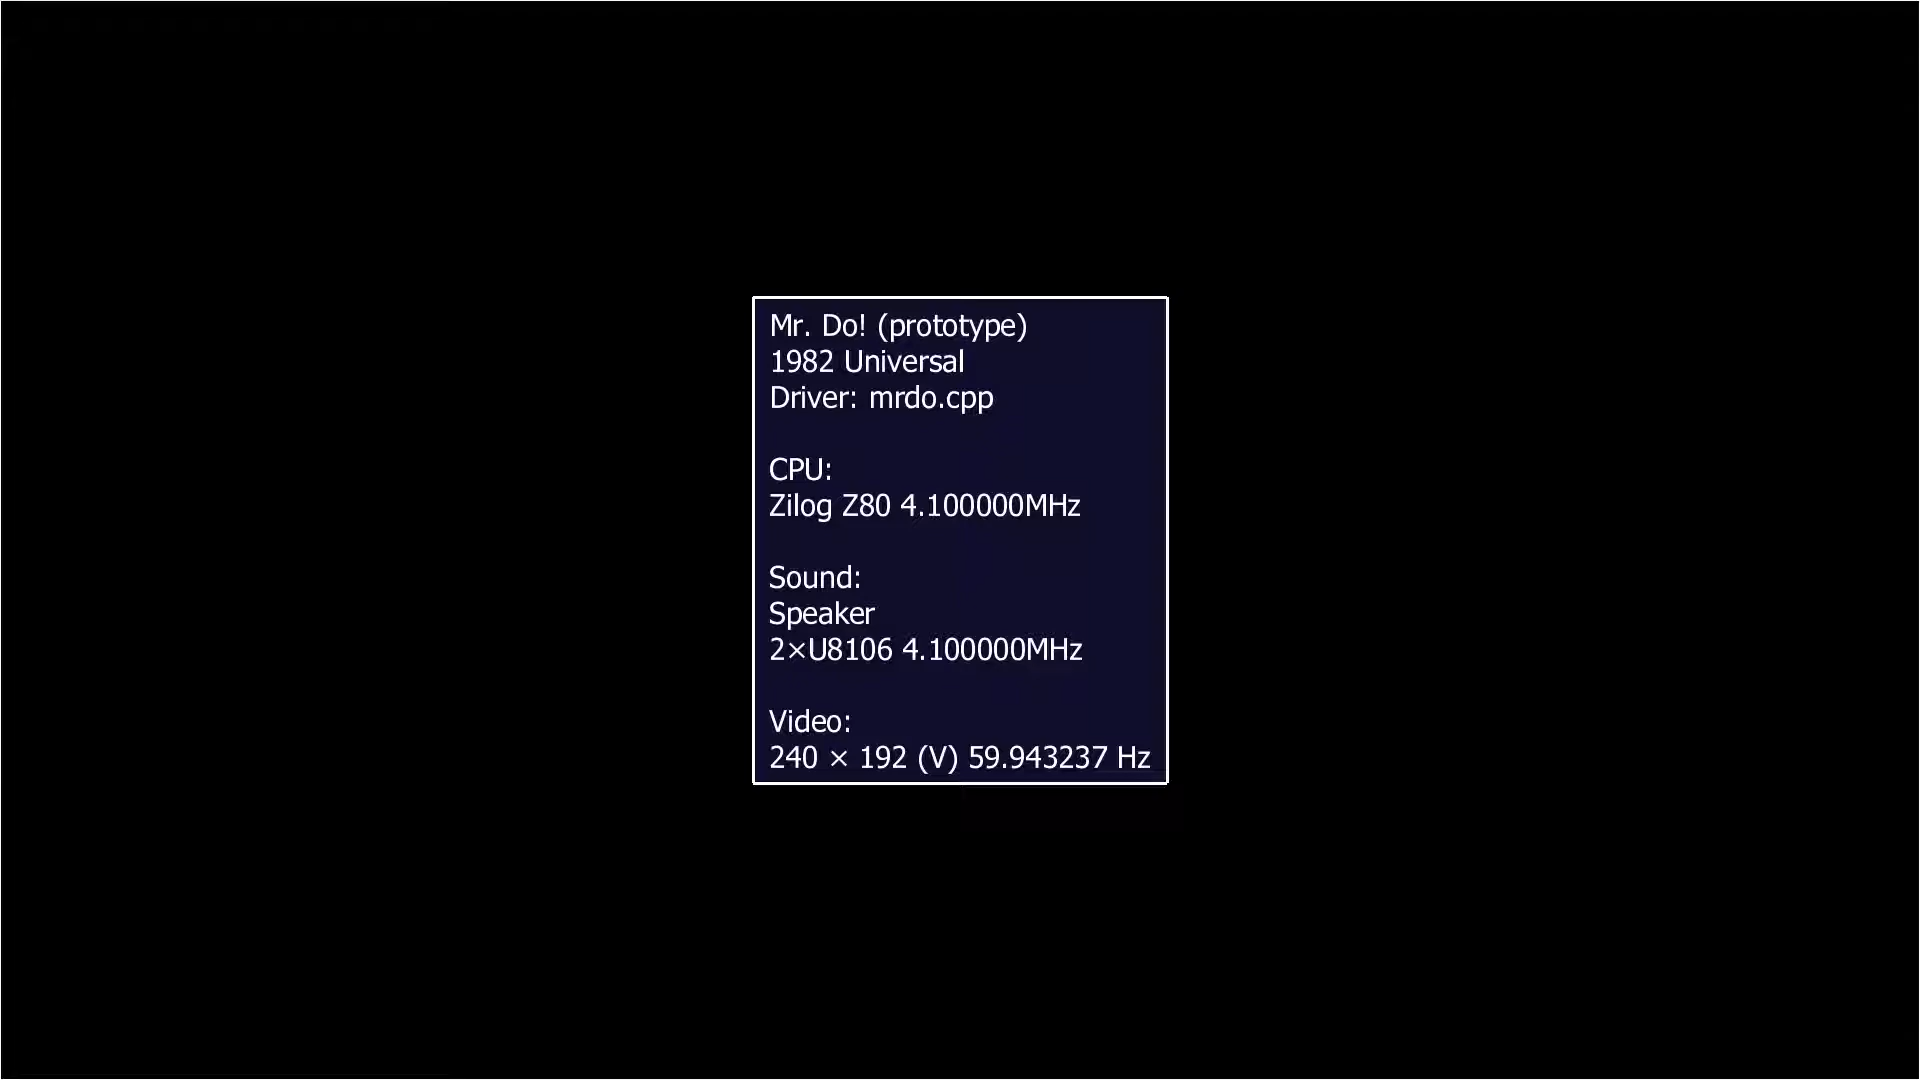 Mr. Do! (prototype)
1982 Universal
Driver: mrdo.cpp
CPU:
Zilog Z80 4.100000MHz
Sound:
Speaker
2×U8106 4.100000MHz
Video:
240 × 192 (V) 59.943237 Hz